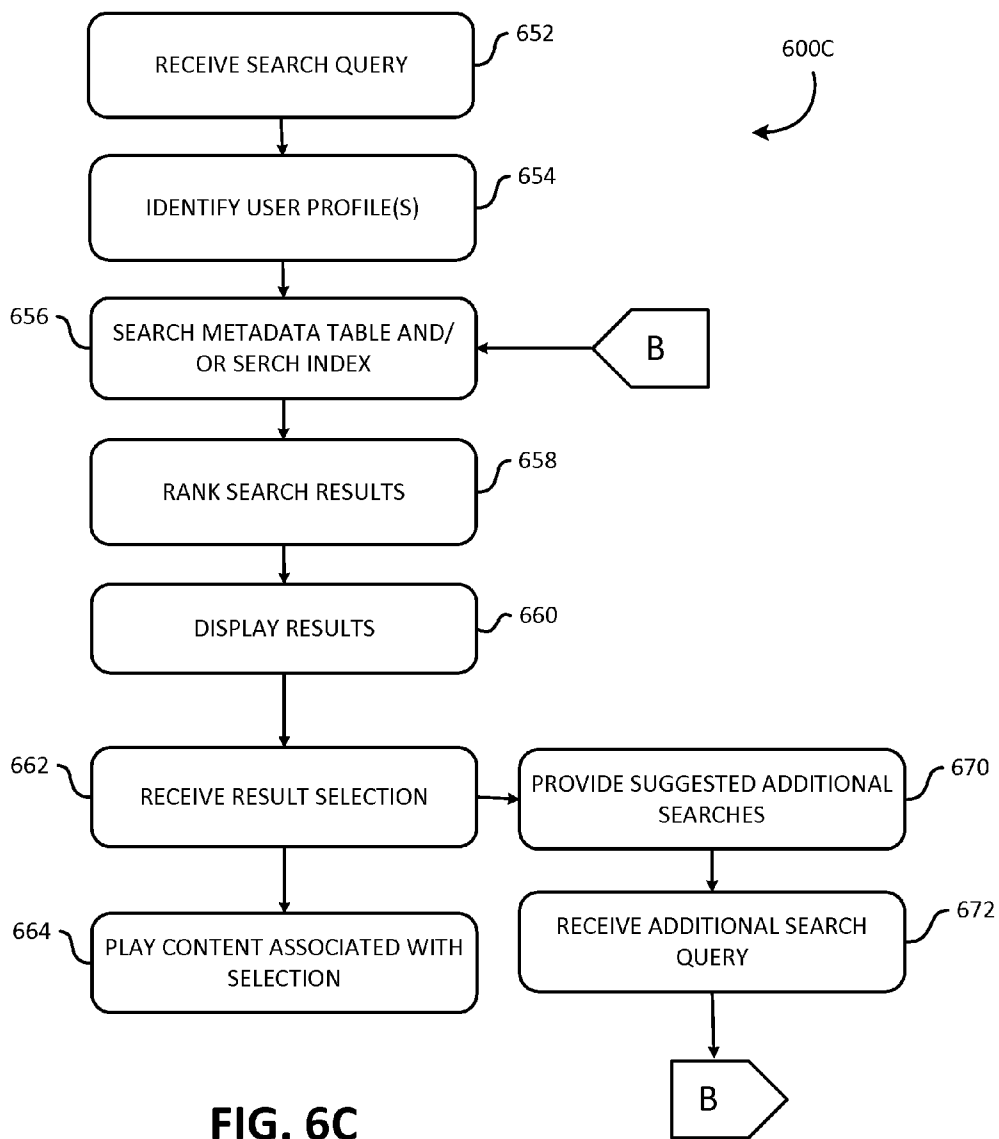 RECEIVE SEARCH QUERY
652
600C
IDENTIFY USER PROFILE(S)
654
656
SEARCH METADATA TABLE AND/
OR SERCH INDEX
B
RANK SEARCH RESULTS
658
DISPLAY RESULTS
660
662
RECEIVE RESULT SELECTION
PROVIDE SUGGESTED ADDITIONAL
SEARCHES
670
664
PLAY CONTENT ASSOCIATED WITH
SELECTION
RECEIVE ADDITIONAL SEARCH
QUERY
672
B
FIG. 6C